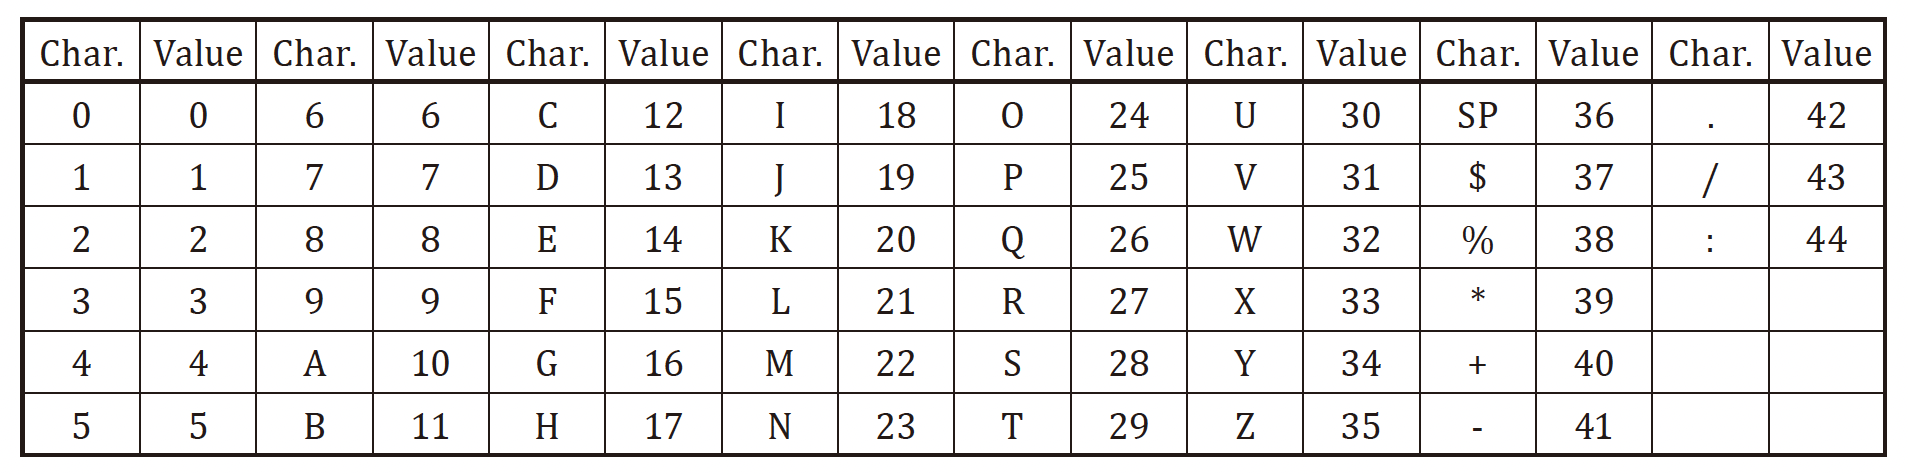 Char. Value Char. Value Char. Value Char. Value Char. Value Char. Value Char. Value Char. Value
0 0 6 6 C 12 I 18 O 24 U 30 SP 36 . 42
1 1 7 7 D 13 J 19 P 25 V 31 $ 37 / 43
2 2 8 8 E 14 K 20 Q 26 W 32 % 38 : 44
3 3 9 9 F 15 L 21 R 27 X 33 * 39
4 4 A 10 G 16 M 22 S 28 Y 34 + 40
5 5 B 11 H 17 N 23 T 29 Z 35 - 41